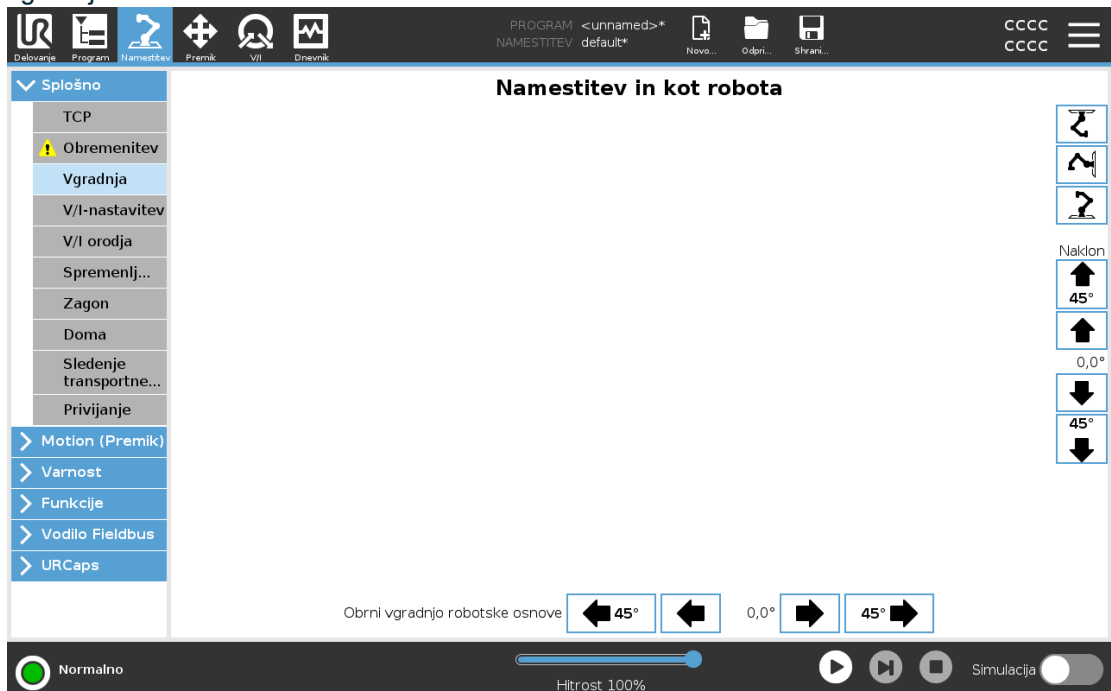 PROGRAM <unnamed>*
NAMESTITEV default*
Delovanje Program Namestitev Premik V/I Dnevnik
Novo... Odpri... Shrani...
cccc
cccc
Splošno
TCP
Obremenitev
Vgradnja
V/I-nastavitev
V/I orodja
Spremenlj...
Zagon
Doma
Sledenje
transportne...
Privijanje
Motion (Premik)
Varnost
Funkcije
Vodilo Fieldbus
URCaps
Namestitev in kot robota
Naklon
45°
0,0°
45°
Obrni vgradnjo robotske osnove 45° 0,0° 45°
Normalno
Hitrost 100%
Simulacija